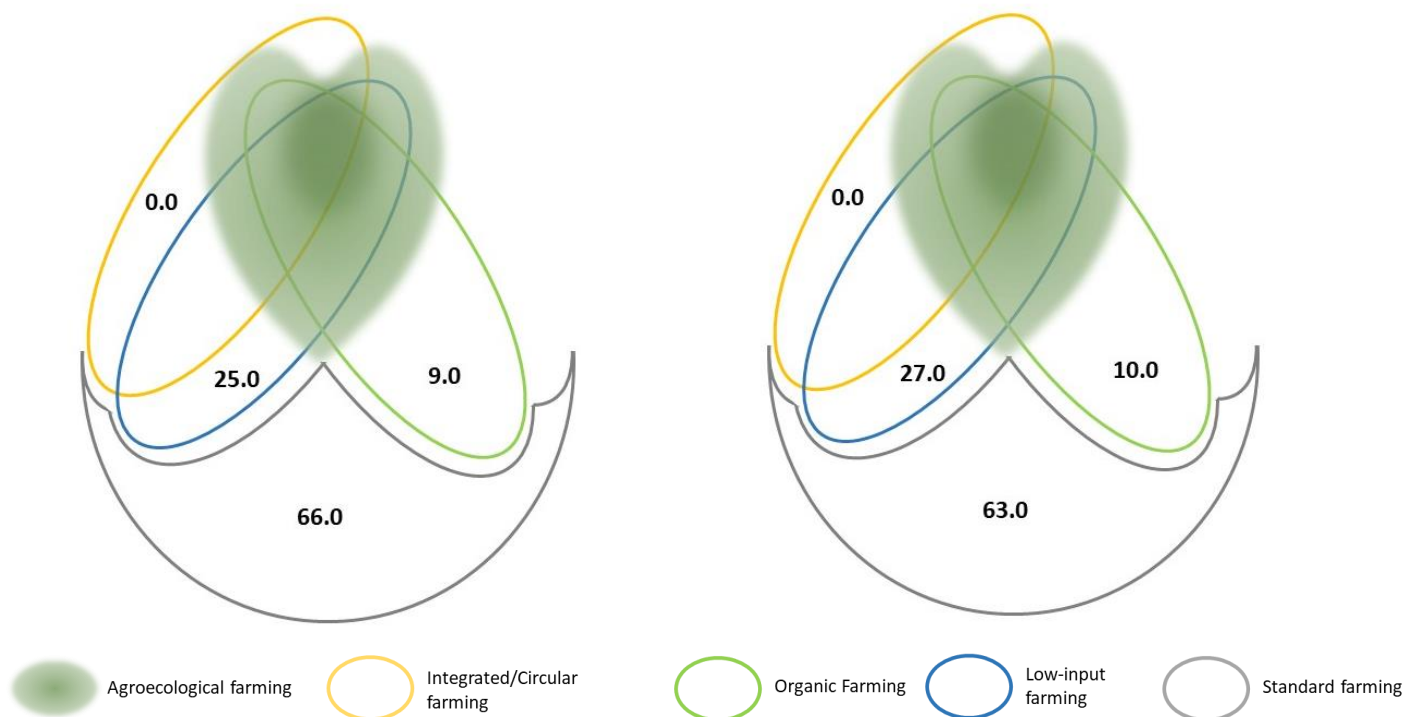 0.0
25.0
9.0
66.0
0.0
27.0
10.0
63.0
Agroecological farming
Integrated/Circular
farming
Organic Farming
Low-input
farming
Standard farming